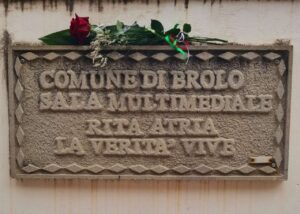 COMUNE DI BROLO
SALA MULTIMEDIALE
RITA ATRIA
LA VERITA' VIVE